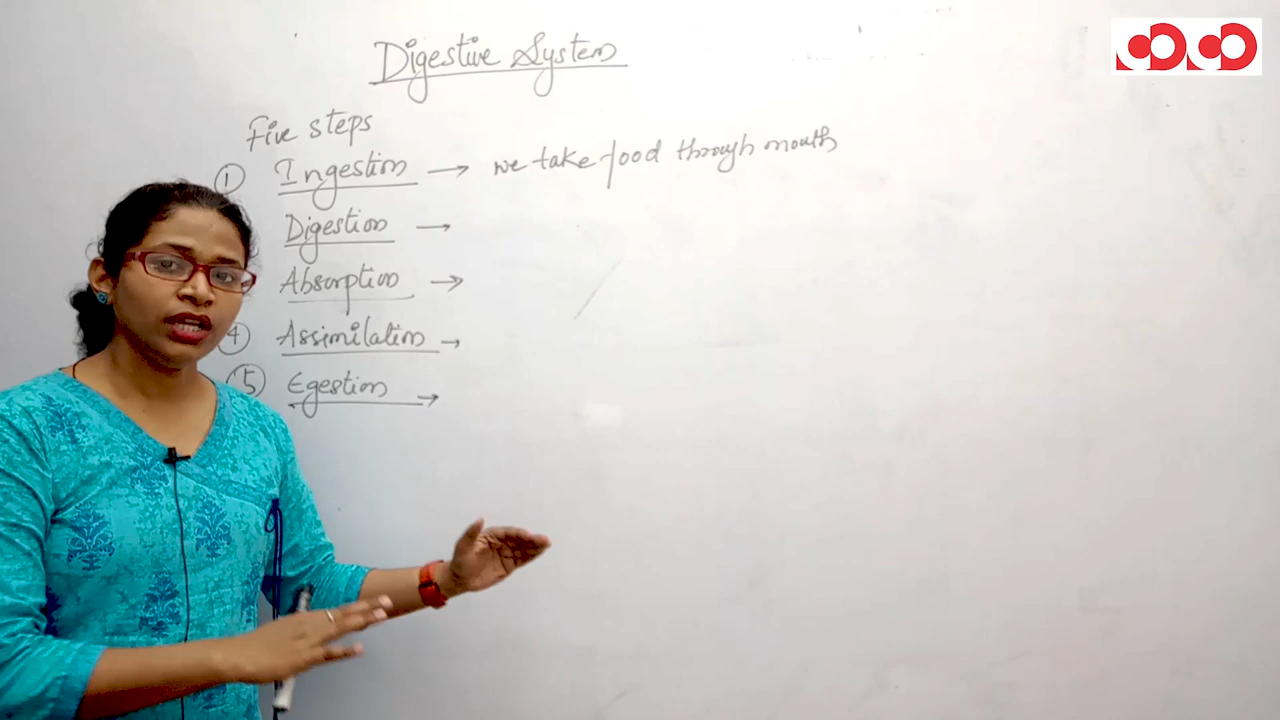 Digestive System
Five steps
① Ingestion → we take food through mouth
Digestion →
Absorption →
④ Assimilation →
⑤ Egestion →